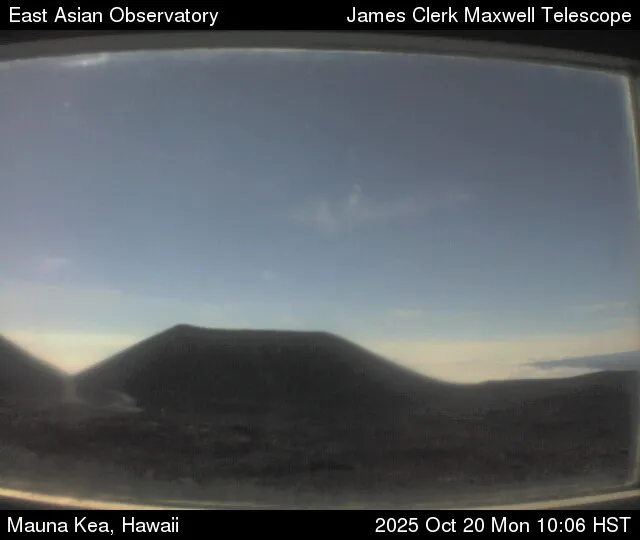 East Asian Observatory
James Clerk Maxwell Telescope
Mauna Kea, Hawaii
2025 Oct 20 Mon 10:06 HST